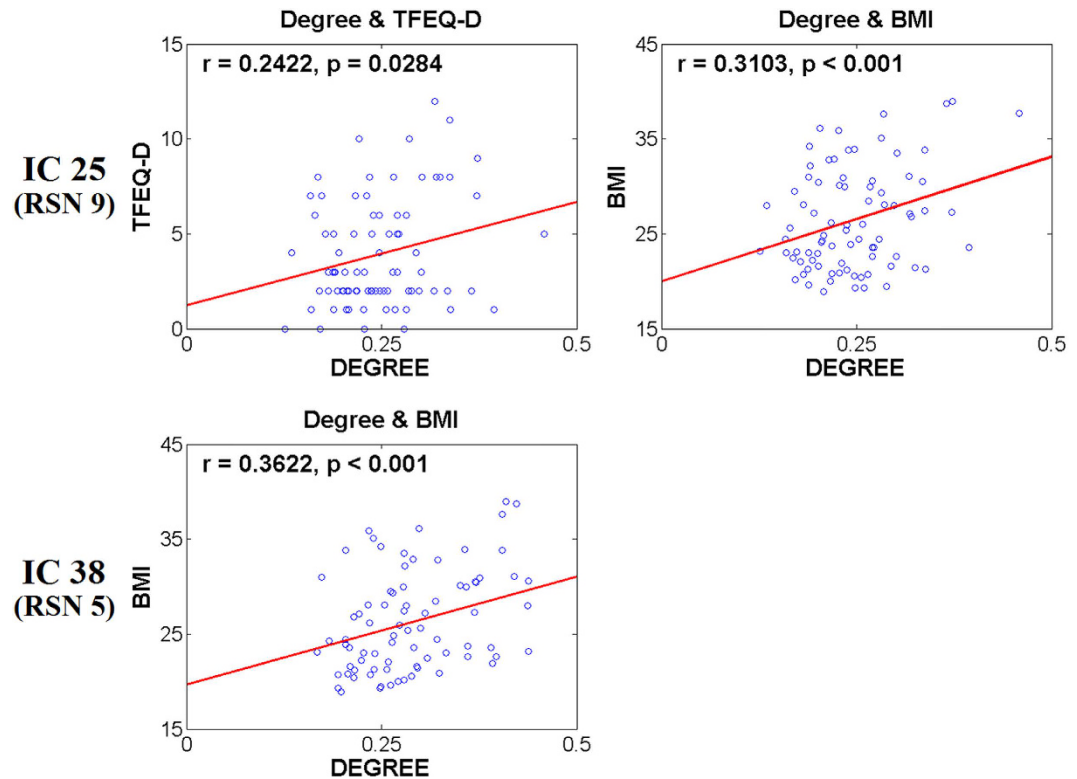 Degree & TFEQ-D
r = 0.2422, p = 0.0284
IC 25
(RSN 9)
TFEQ-D
15
10
5
0
0
0.25
0.5
DEGREE
Degree & BMI
r = 0.3103, p < 0.001
BMI
45
35
25
15
0
0.25
0.5
DEGREE
Degree & BMI
r = 0.3622, p < 0.001
IC 38
(RSN 5)
BMI
45
35
25
15
0
0.25
0.5
DEGREE